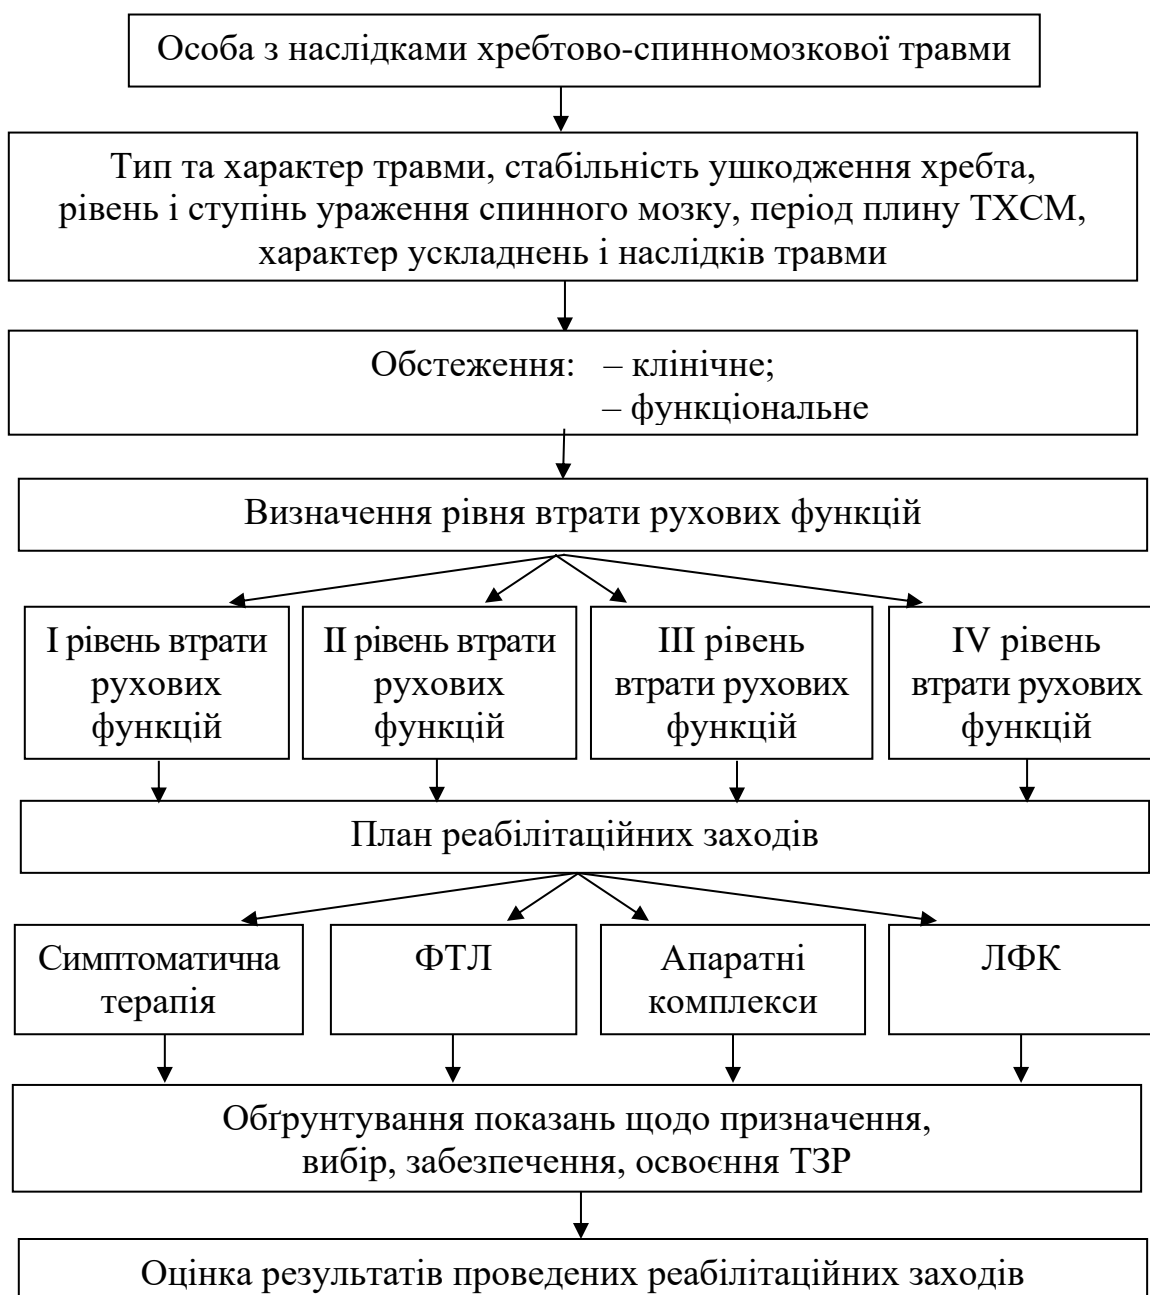 Особа з наслідками хребтово-спинномозкової травми
Тип та характер травми, стабільність ушкодження хребта,
рівень і ступінь ураження спинного мозку, період плину ТХСМ,
характер ускладнень і наслідків травми
Обстеження: – клінічне;
– функціональне
Визначення рівня втрати рухових функцій
I рівень втрати
рухових
функцій
II рівень втрати
рухових
функцій
III рівень
втрати рухових
функцій
IV рівень
втрати рухових
функцій
План реабілітаційних заходів
Симптоматична
терапія
ФТЛ
Апаратні
комплекси
ЛФК
Обґрунтування показань щодо призначення,
вибір, забезпечення, освоєння ТЗР
Оцінка результатів проведених реабілітаційних заходів